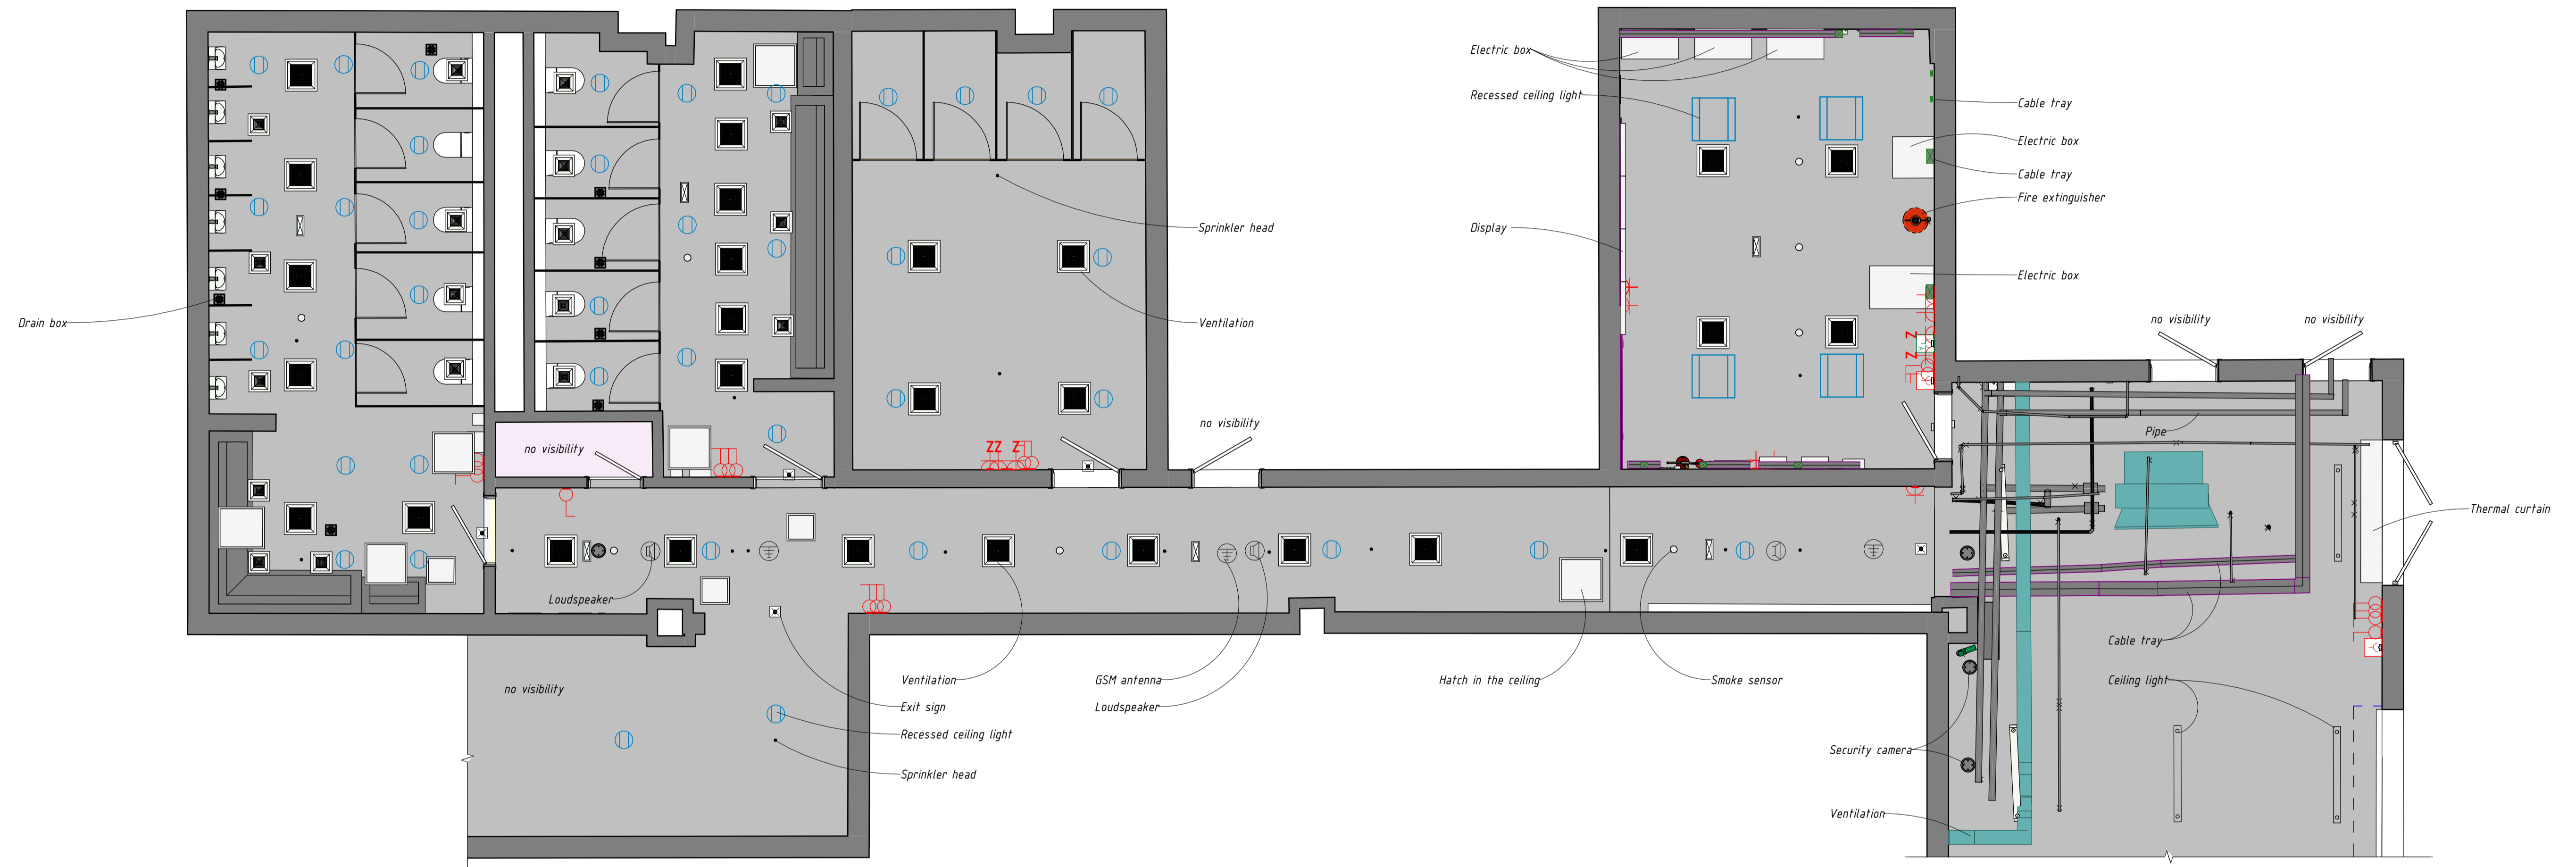 Electric box
Recessed ceiling light
Cable tray
Electric box
Cable tray
Fire extinguisher
Sprinkler head
Display
Electric box
Drain box
Ventilation
no visibility
no visibility
no visibility
Pipe
no visibility
ZZ Z
Z
Z
Thermal curtain
Loudspeaker
Cable tray
no visibility
Ventilation
GSM antenna
Hatch in the ceiling
Smoke sensor
Ceiling light
Exit sign
Loudspeaker
Recessed ceiling light
Security camera
Sprinkler head
Ventilation